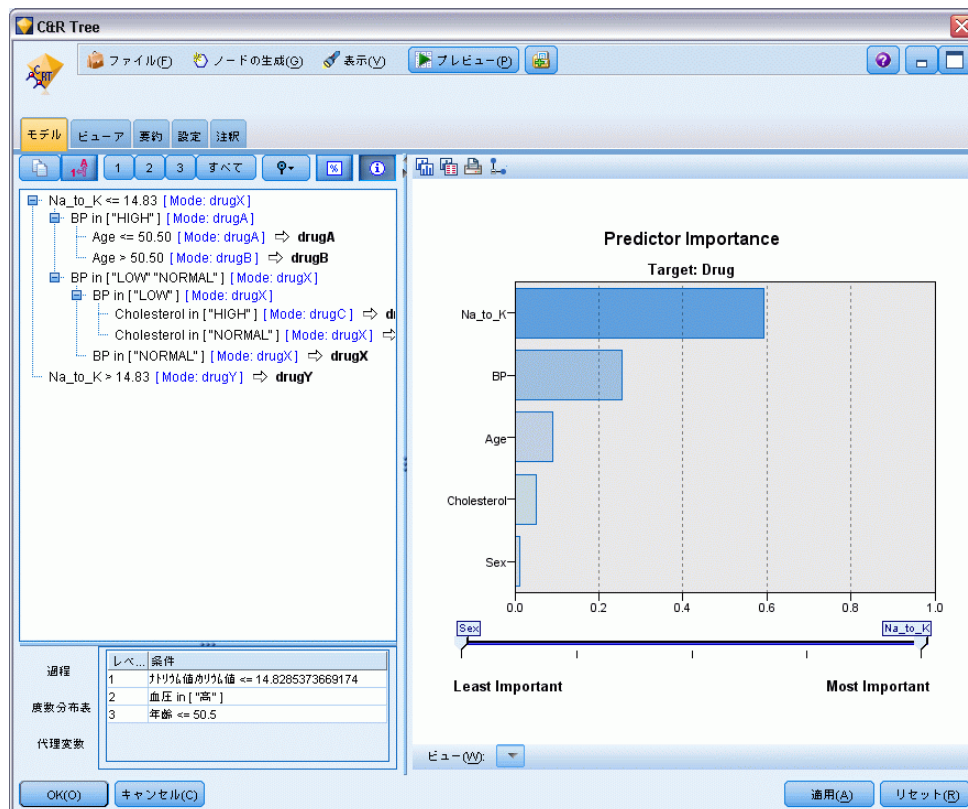 C&R Tree
ファイル(F) ノードの生成(G) 表示(V) プレビュー(P)
CRT
モデル ビューア 要約 設定 注釈
1 2 3 すべて %
Na_to_K <= 14.83 [ Mode: drugX ]
BP in [ "HIGH" ] [ Mode: drugA ]
Age <= 50.50 [ Mode: drugA ] ⇨ drugA
Age > 50.50 [ Mode: drugB ] ⇨ drugB
BP in [ "LOW" "NORMAL" ] [ Mode: drugX ]
BP in [ "LOW" ] [ Mode: drugX ]
Cholesterol in [ "HIGH" ] [ Mode: drugC ] ⇨
Cholesterol in [ "NORMAL" ] [ Mode: drugX ] ⇨
BP in [ "NORMAL" ] [ Mode: drugX ] ⇨ drugX
Na_to_K > 14.83 [ Mode: drugY ] ⇨ drugY
過程
度数分布表
代理変数
レベ... 条件
1 ナトリウム値カリウム値 <= 14.8285373669174
2 血圧 in [ "高" ]
3 年齢 <= 50.5
Predictor Importance
Target: Drug
Na_to_K
BP
Age
Cholesterol
Sex
0.0 0.2 0.4 0.6 0.8 1.0
Sex Na_to_K
Least Important Most Important
ビュー(W):
OK(O) キャンセル(C) 適用(A) リセット(R)